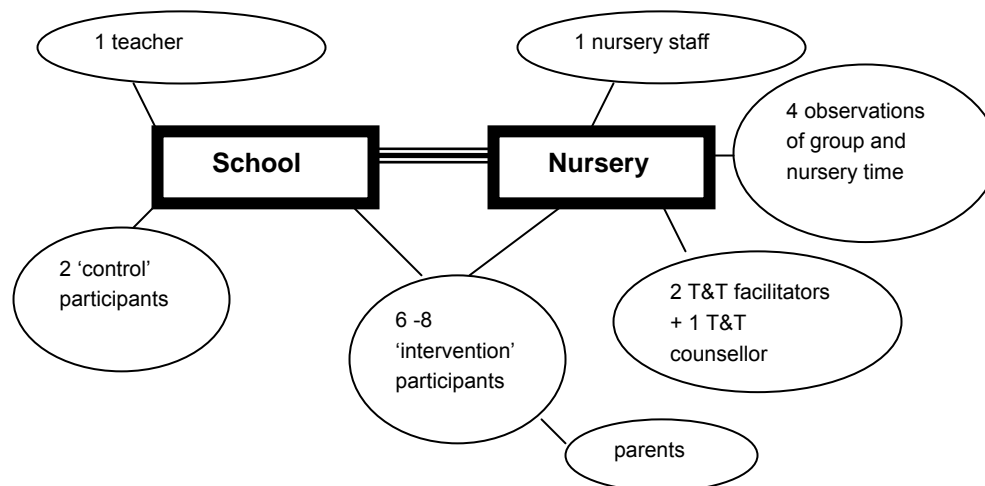 1 teacher
1 nursery staff
4 observations
of group and
nursery time
School
Nursery
2 ‘control’
participants
6 -8
‘intervention’
participants
2 T&T facilitators
+ 1 T&T
counsellor
parents